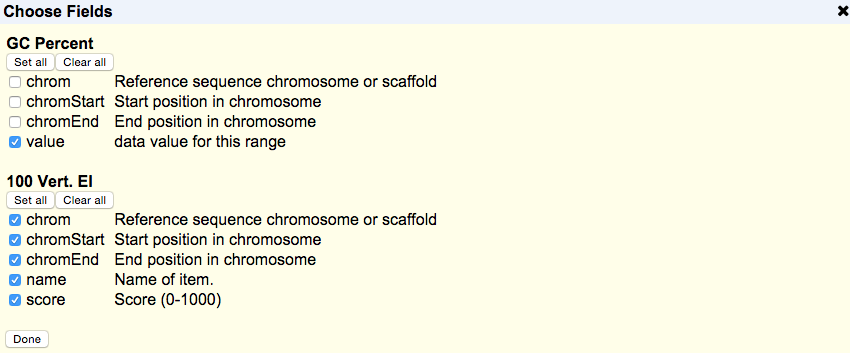 Choose Fields ✖
GC Percent
Set all Clear all
chrom Reference sequence chromosome or scaffold
chromStart Start position in chromosome
chromEnd End position in chromosome
value data value for this range
100 Vert. El
Set all Clear all
chrom Reference sequence chromosome or scaffold
chromStart Start position in chromosome
chromEnd End position in chromosome
name Name of item.
score Score (0-1000)
Done